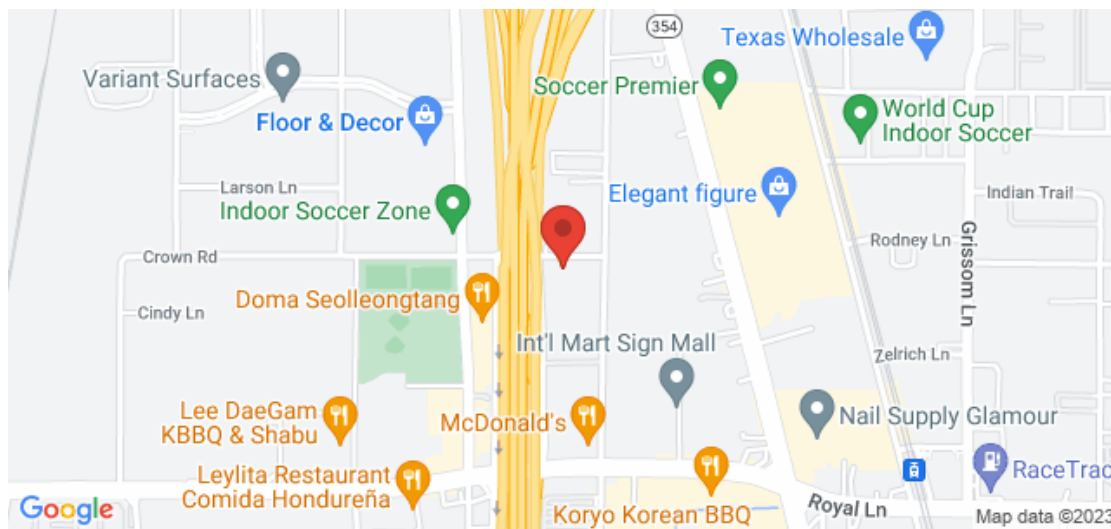 354
Texas Wholesale
Variant Surfaces
Soccer Premier
World Cup
Indoor Soccer
Floor & Decor
Larson Ln
Indoor Soccer Zone
Elegant figure
Indian Trail
Grissom Ln
Rodney Ln
Crown Rd
Cindy Ln
Doma Seolleongtang
Int'l Mart Sign Mall
Zelrich Ln
Lee DaeGam
KBBQ & Shabu
McDonald's
Nail Supply Glamour
Leylita Restaurant
Comida Hondureña
RaceTrac
Koryo Korean BBQ
Royal Ln
Google
Map data ©2023